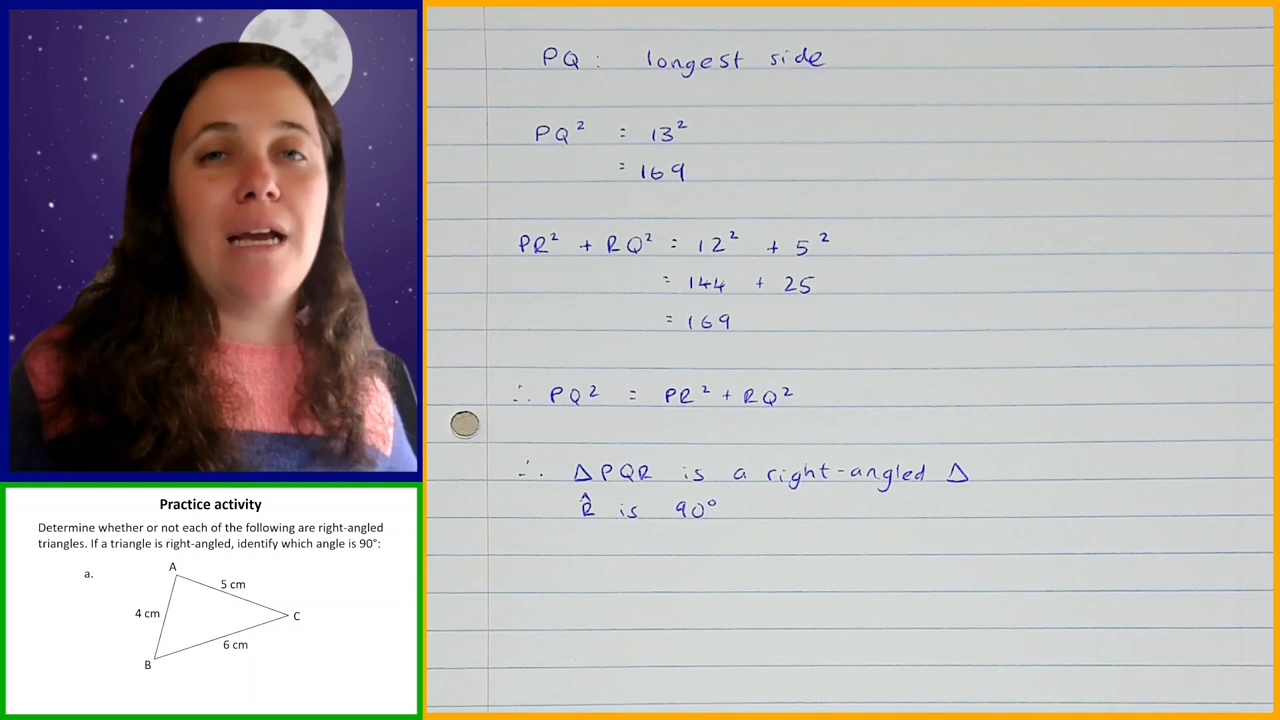 PQ : longest side
PQ² = 13²
= 169
PR² + RQ² = 12² + 5²
= 144 + 25
= 169
∴ PQ² = PR² + RQ²
∴ △PQR is a right-angled △
R̂ is 90°
Practice activity
Determine whether or not each of the following are right-angled
triangles. If a triangle is right-angled, identify which angle is 90°:
a.
A
5 cm
4 cm
C
6 cm
B